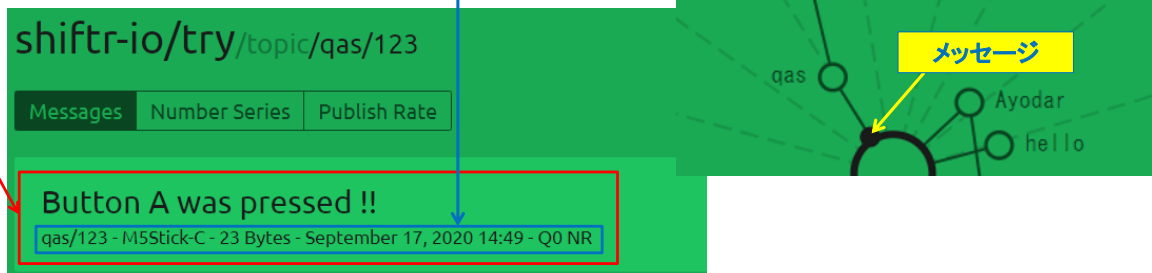 shiftr-io/try/topic/qas/123
Messages
Number Series
Publish Rate
Button A was pressed !!
qas/123 - M5Stick-C - 23 Bytes - September 17, 2020 14:49 - Q0 NR
メッセージ
qas
Ayodar
hello